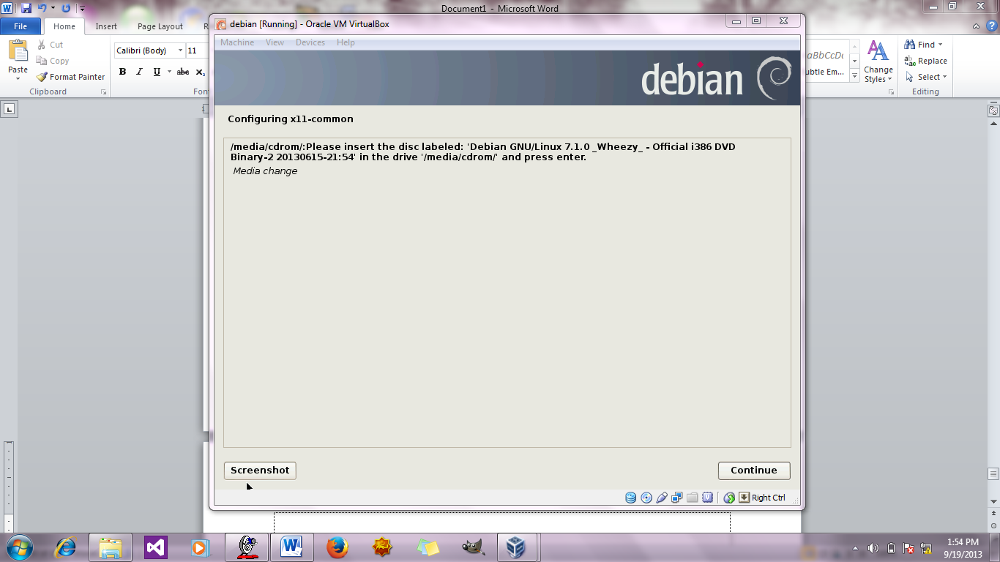 Document1 - Microsoft Word
File
Home
Insert
Page Layout
R
Cut
Copy
Paste
Format Painter
Clipboard
Calibri (Body)
11
B I U abc x₂
Font
aBbCcDc
ubtle Em...
Change
Styles
Find
Replace
Select
Editing
debian [Running] - Oracle VM VirtualBox
Machine View Devices Help
debian
Configuring x11-common
/media/cdrom/:Please insert the disc labeled: 'Debian GNU/Linux 7.1.0 _Wheezy_ - Official i386 DVD
Binary-2 20130615-21:54' in the drive '/media/cdrom/' and press enter.
Media change
Screenshot
Continue
Right Ctrl
1:54 PM
9/19/2013